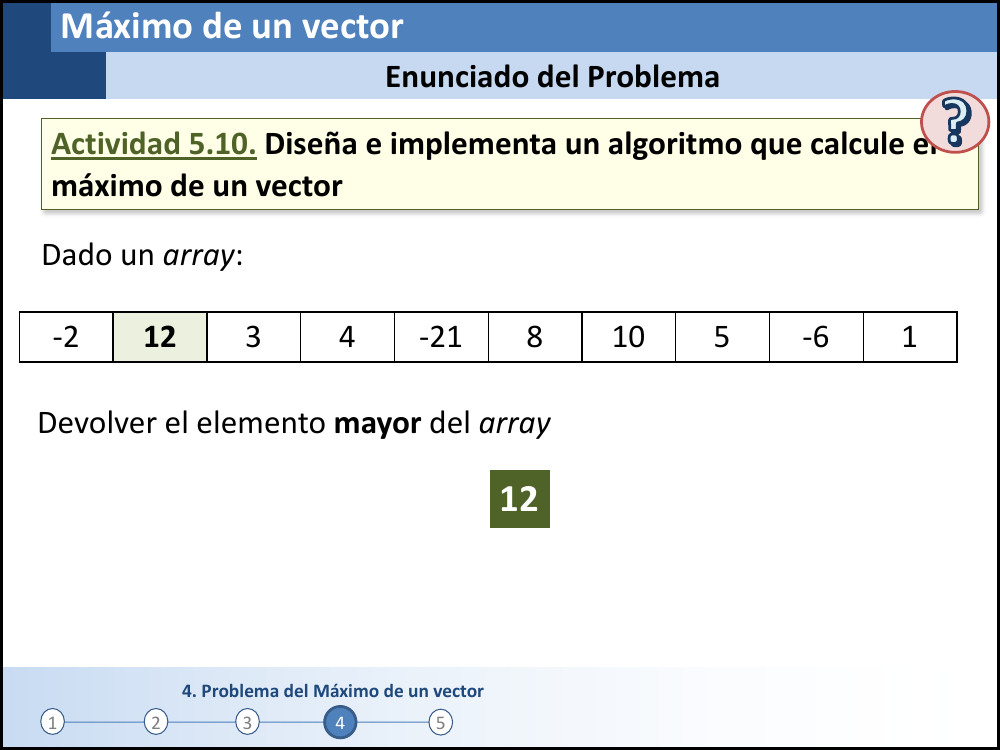 Máximo de un vector
Enunciado del Problema
?
Actividad 5.10. Diseña e implementa un algoritmo que calcule el
máximo de un vector
Dado un array:
-2 12 3 4 -21 8 10 5 -6 1
Devolver el elemento mayor del array
12
4. Problema del Máximo de un vector
1 2 3 4 5